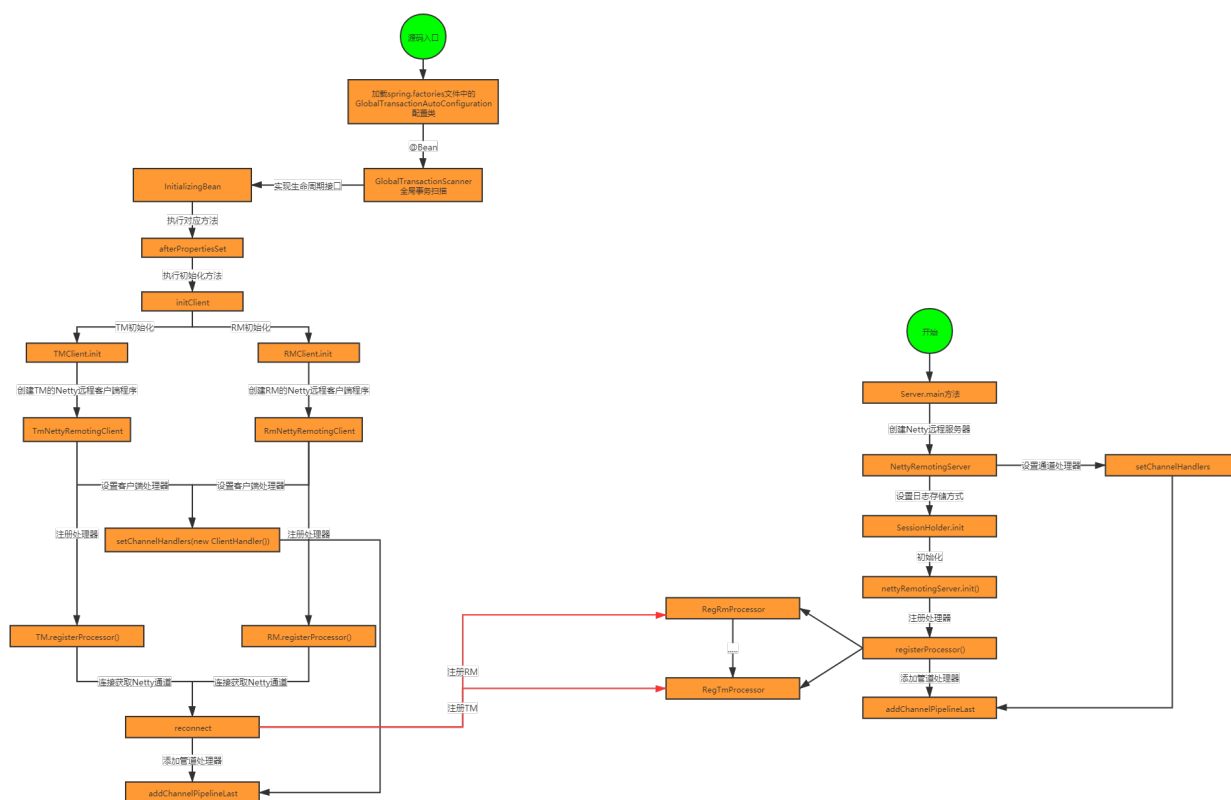 源码入口
加载spring.factories文件中的
GlobalTransactionAutoConfiguration
配置类
@Bean
GlobalTransactionScanner
全局事务扫描
实现生命周期接口
InitializingBean
执行对应方法
afterPropertiesSet
执行初始化方法
initClient
TM初始化
RM初始化
TMClient.init
RMClient.init
创建TM的Netty远程客户端程序
创建RM的Netty远程客户端程序
TmNettyRemotingClient
RmNettyRemotingClient
设置客户端处理器
设置客户端处理器
注册处理器
setChannelHandlers(new ClientHandler())
注册处理器
TM.registerProcessor()
RM.registerProcessor()
连接获取Netty通道
连接获取Netty通道
reconnect
添加管道处理器
addChannelPipelineLast
注册RM
注册TM
RegRmProcessor
....
RegTmProcessor
开始
Server.main方法
创建Netty远程服务器
NettyRemotingServer
设置通道处理器
setChannelHandlers
设置日志存储方式
SessionHolder.init
初始化
nettyRemotingServer.init()
注册处理器
registerProcessor()
添加管道处理器
addChannelPipelineLast